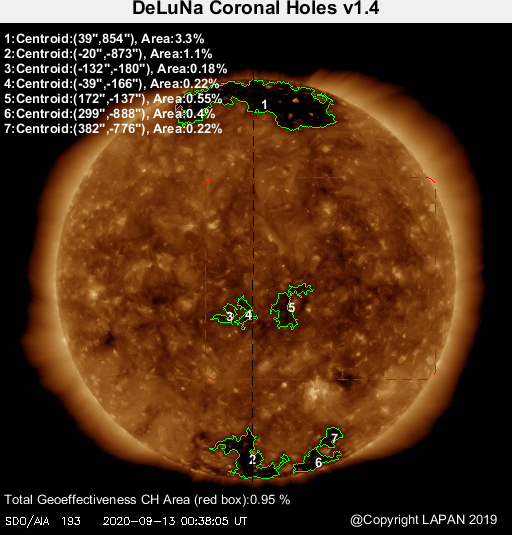 DeLuNa Coronal Holes v1.4
1:Centroid:(39",854"), Area:3.3%
2:Centroid:(-20",-873"), Area:1.1%
3:Centroid:(-132",-180"), Area:0.18%
4:Centroid:(-39",-166"), Area:0.22%
5:Centroid:(172",-137"), Area:0.55%
6:Centroid:(299",-888"), Area:0.4%
7:Centroid:(382",-776"), Area:0.22%
1
3 4 5
2 6 7
Total Geoeffectiveness CH Area (red box):0.95 %
SDO/AIA 193 2020-09-13 00:38:05 UT
@Copyright LAPAN 2019